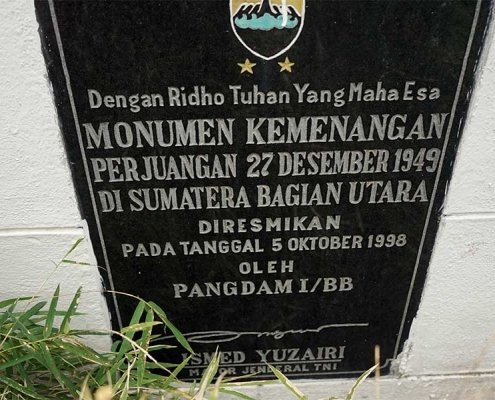 Dengan Ridho Tuhan Yang Maha Esa
MONUMEN KEMENANGAN
PERJUANGAN 27 DESEMBER 1949
DI SUMATERA BAGIAN UTARA
DIRESMIKAN
PADA TANGGAL 5 OKTOBER 1998
OLEH
PANGDAM I/BB
ISMED YUZAIRI
MAYOR JENDERAL TNI